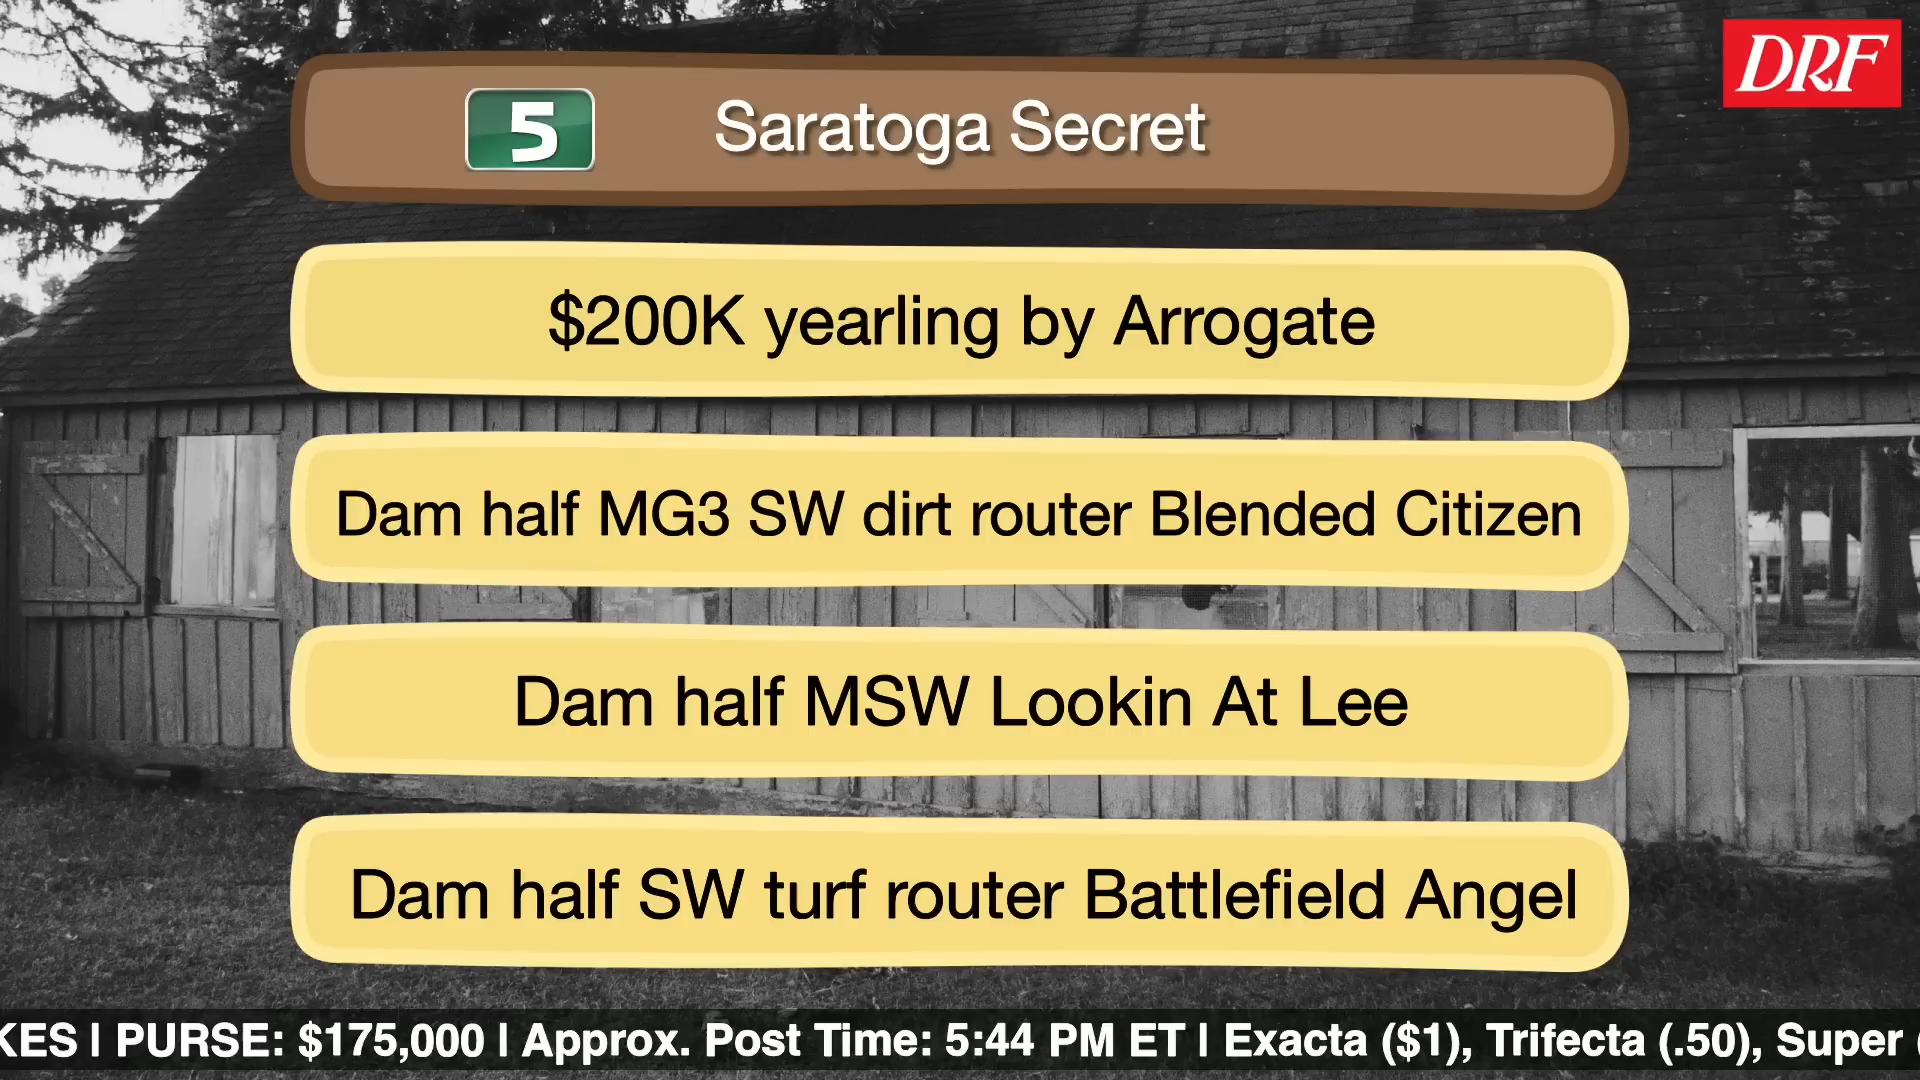 DRF
5 Saratoga Secret
$200K yearling by Arrogate
Dam half MG3 SW dirt router Blended Citizen
Dam half MSW Lookin At Lee
Dam half SW turf router Battlefield Angel
KES | PURSE: $175,000 | Approx. Post Time: 5:44 PM ET | Exacta ($1), Trifecta (.50), Super (